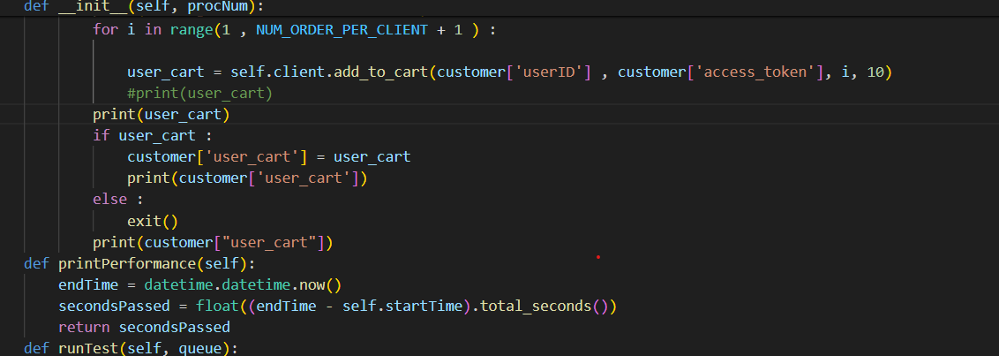 def __init__(self, procNum):
for i in range(1 , NUM_ORDER_PER_CLIENT + 1 ) :
user_cart = self.client.add_to_cart(customer['userID'] , customer['access_token'], i, 10)
#print(user_cart)
print(user_cart)
if user_cart :
customer['user_cart'] = user_cart
print(customer['user_cart'])
else :
exit()
print(customer["user_cart"])
def printPerformance(self):
endTime = datetime.datetime.now()
secondsPassed = float((endTime - self.startTime).total_seconds())
return secondsPassed
def runTest(self, queue):